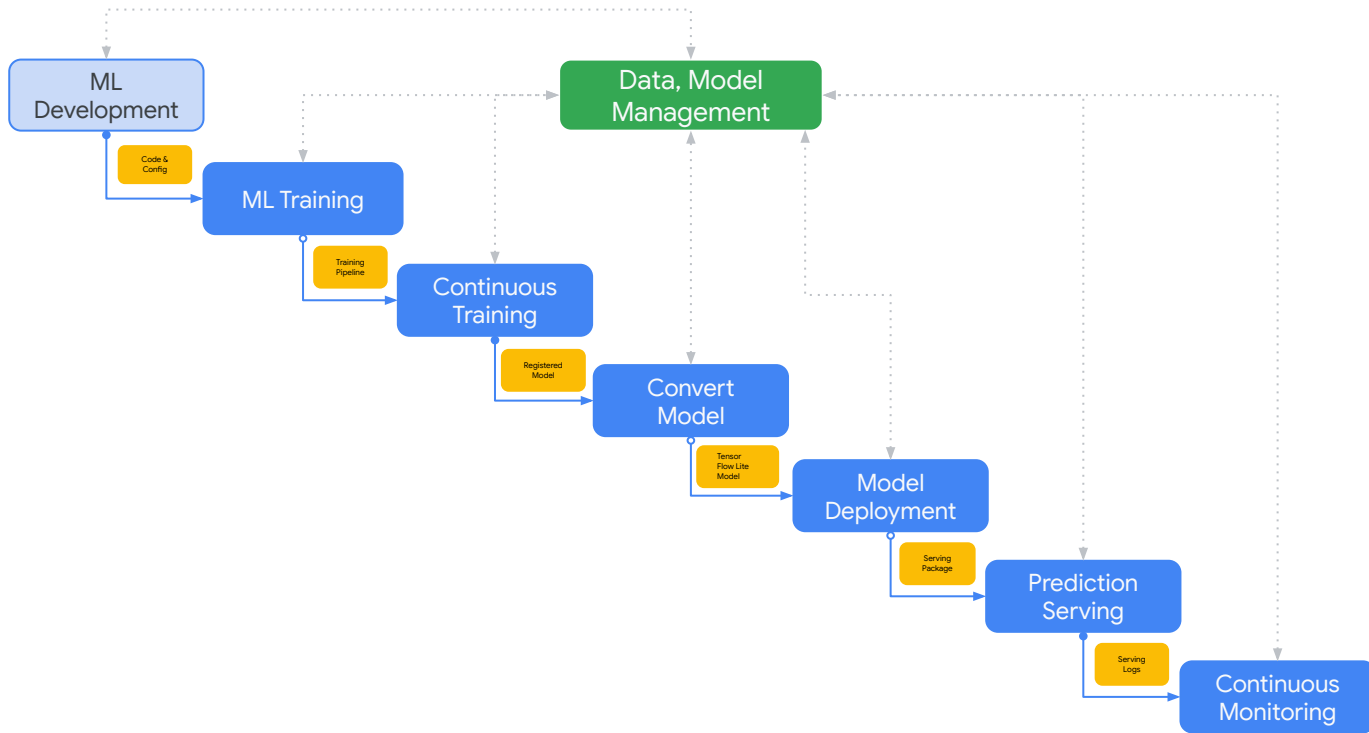 ML
Development
Data, Model
Management
Code &
Config
ML Training
Training
Pipeline
Continuous
Training
Registered
Model
Convert
Model
Tensor
Flow Lite
Model
Model
Deployment
Serving
Package
Prediction
Serving
Serving
Logs
Continuous
Monitoring